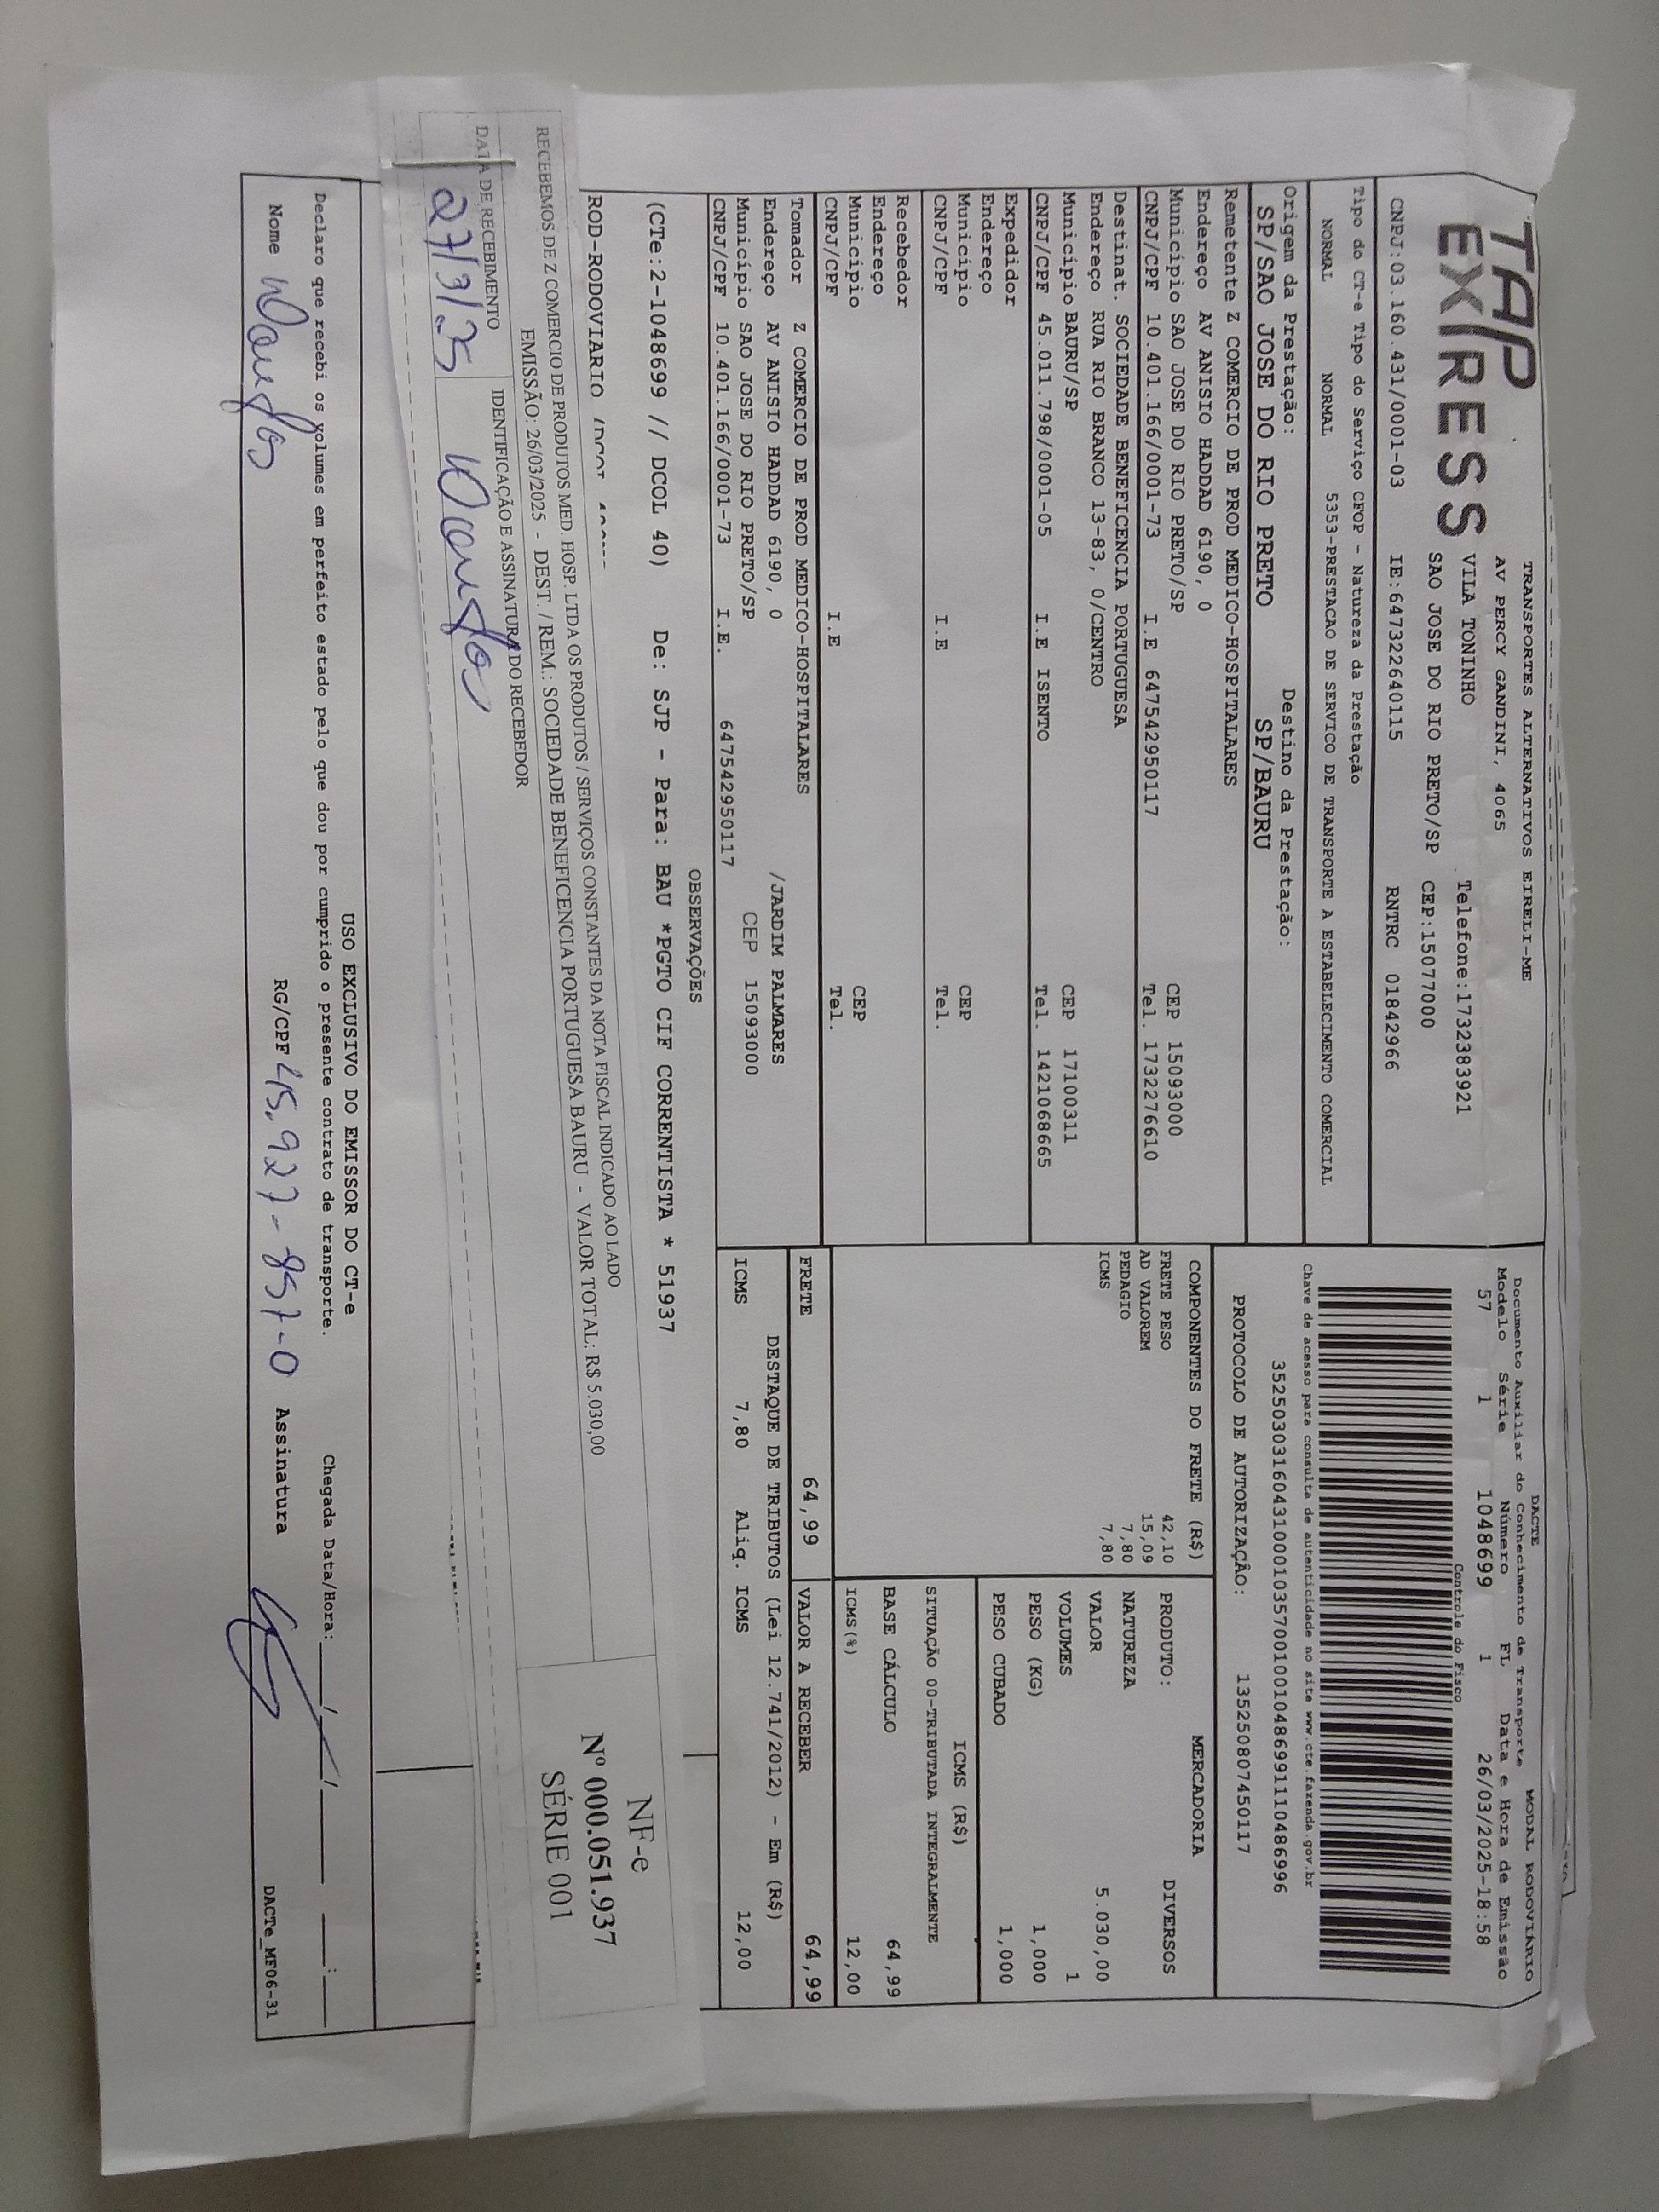 TAP
EXPRESS
TRANSPORTES ALTERNATIVOS EIRELI-ME
AV PERCY GANDINI, 4065
VILA TONINHO Telefone:1732383921
SAO JOSE DO RIO PRETO/SP CEP:15077000
CNPJ:03.160.431/0001-03 IE:647322640115 RNTRC 01842966
Tipo do CT-e Tipo do Serviço CFOP - Natureza da Prestação
NORMAL NORMAL 5353-PRESTACAO DE SERVICO DE TRANSPORTE A ESTABELECIMENTO COMERCIAL
Origem da Prestação: Destino da Prestação:
SP/SAO JOSE DO RIO PRETO SP/BAURU
Remetente Z COMERCIO DE PROD MEDICO-HOSPITALARES
Endereço AV ANISIO HADDAD 6190, 0
Município SAO JOSE DO RIO PRETO/SP CEP 15093000
CNPJ/CPF 10.401.166/0001-73 I.E 647542950117 Tel. 1732276610
Destinat. SOCIEDADE BENEFICENCIA PORTUGUESA
Endereço RUA RIO BRANCO 13-83, 0/CENTRO
Município BAURU/SP CEP 17100311
CNPJ/CPF 45.011.798/0001-05 I.E ISENTO Tel. 1421068665
Expedidor
Endereço
Município CEP
CNPJ/CPF I.E Tel.
Recebedor
Endereço
Município CEP
CNPJ/CPF I.E Tel.
Tomador Z COMERCIO DE PROD MEDICO-HOSPITALARES
Endereço AV ANISIO HADDAD 6190, 0 /JARDIM PALMARES
Município SAO JOSE DO RIO PRETO/SP CEP 15093000
CNPJ/CPF 10.401.166/0001-73 I.E. 647542950117
DACTE MODAL RODOVIÁRIO
Documento Auxiliar do Conhecimento de Transporte
Modelo Série Número FL Data e Hora de Emissão
57 1 1048699 1 26/03/2025-18:58
Controle do Fisco
Chave de acesso para consulta de autenticidade no site www.cte.fazenda.gov.br
35250303160431000103570010010486991110486996
PROTOCOLO DE AUTORIZAÇÃO: 135250807450117
COMPONENTES DO FRETE (R$)
FRETE PESO 42,10
AD VALOREM 15,09
PEDAGIO 7,80
ICMS 7,80
MERCADORIA
PRODUTO: DIVERSOS
NATUREZA
VALOR 5.030,00
VOLUMES 1
PESO (KG) 1,000
PESO CUBADO 1,000
ICMS (R$)
SITUAÇÃO 00-TRIBUTADA INTEGRALMENTE
BASE CÁLCULO 64,99
ICMS(%) 12,00
FRETE 64,99 VALOR A RECEBER 64,99
DESTAQUE DE TRIBUTOS (Lei 12.741/2012) - Em (R$)
ICMS 7,80 Aliq. ICMS 12,00
OBSERVAÇÕES
(CTe:2-1048699 // DCOL 40) De: SJP - Para: BAU *PGTO CIF CORRENTISTA * 51937
ROD-RODOVIARIO
RECEBEMOS DE Z COMERCIO DE PRODUTOS MED. HOSP. LTDA OS PRODUTOS / SERVIÇOS CONSTANTES DA NOTA FISCAL INDICADO AO LADO
EMISSÃO: 26/03/2025 - DEST. / REM.: SOCIEDADE BENEFICENCIA PORTUGUESA BAURU - VALOR TOTAL: R$ 5.030,00
DATA DE RECEBIMENTO IDENTIFICAÇÃO E ASSINATURA DO RECEBEDOR
27/3/25
NF-e
Nº 000.051.937
SÉRIE 001
USO EXCLUSIVO DO EMISSOR DO CT-e
Declaro que recebi os volumes em perfeito estado pelo que dou por cumprido o presente contrato de transporte. Chegada Data/Hora: ___/___/___ ___:___
Nome RG/CPF 45.927-857-0 Assinatura
DACTe_MF06-31